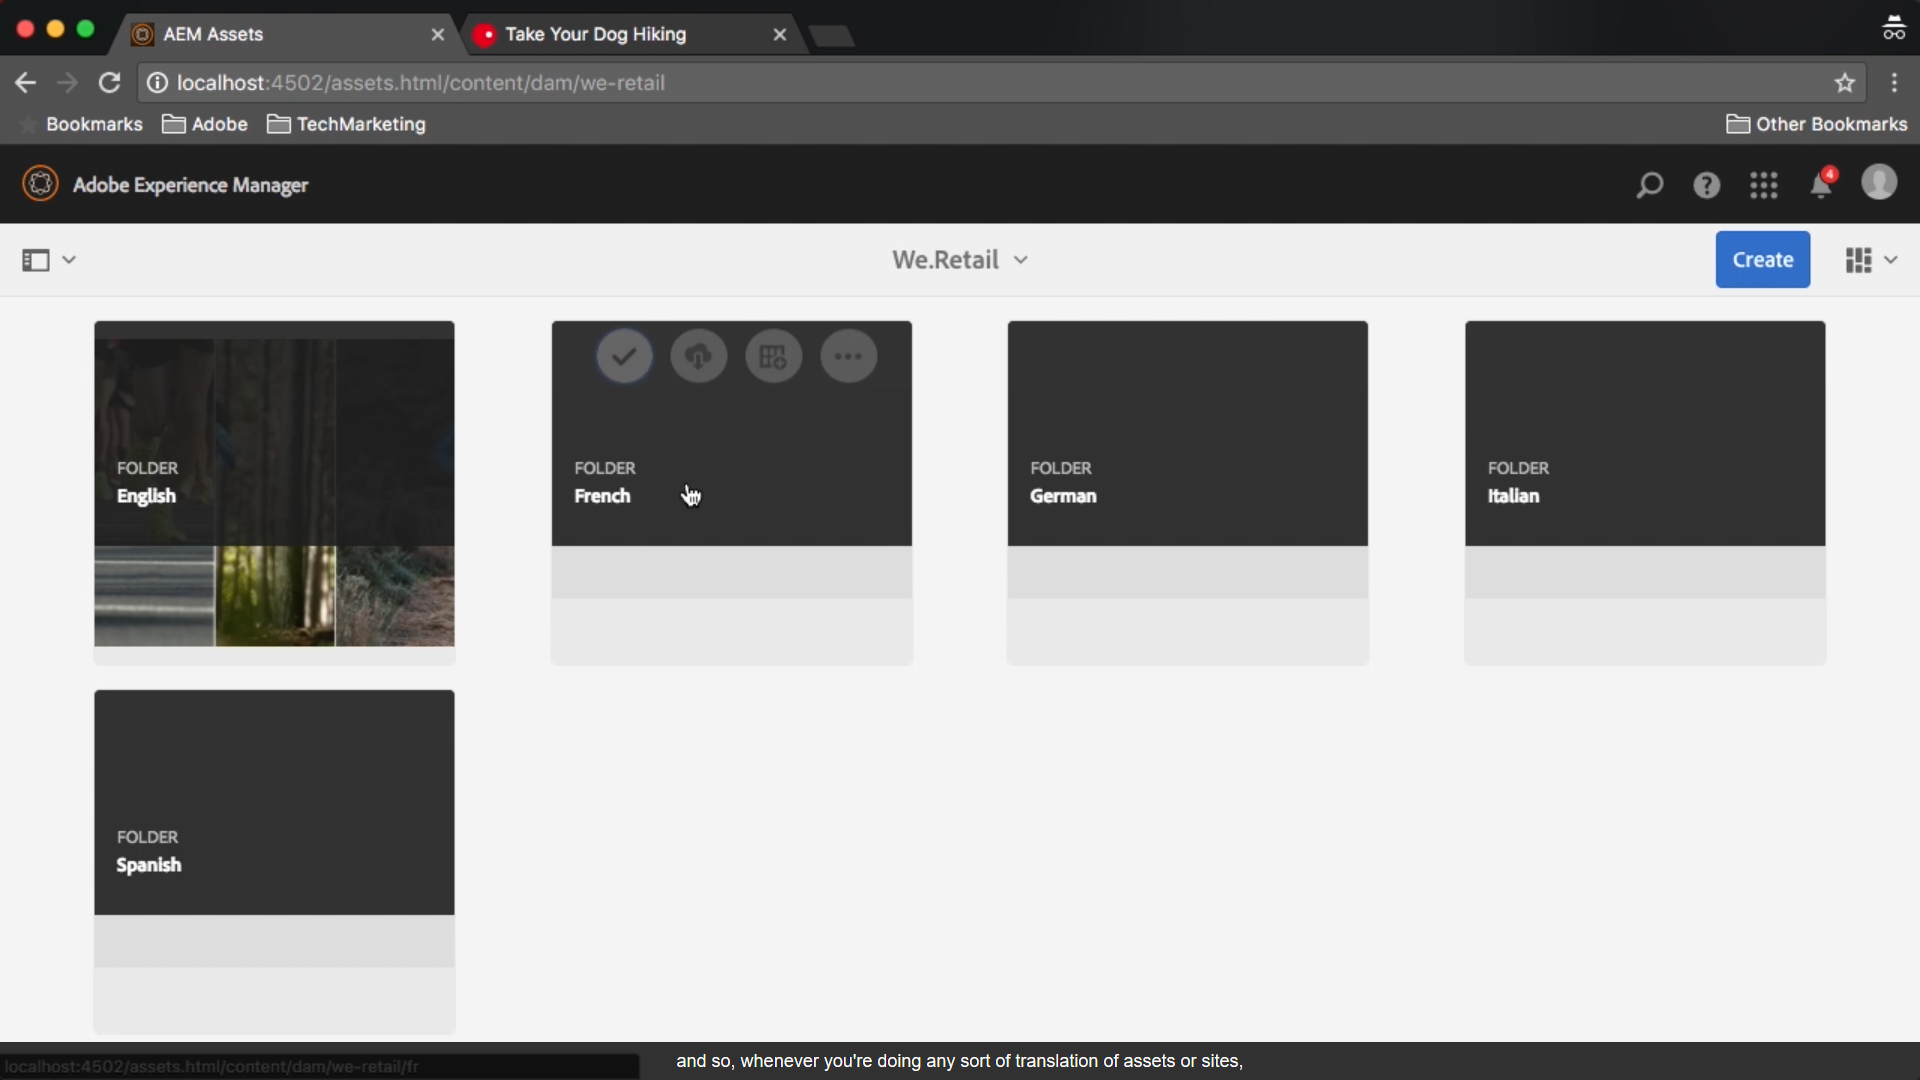 AEM Assets
Take Your Dog Hiking
localhost:4502/assets.html/content/dam/we-retail
Bookmarks
Adobe
TechMarketing
Other Bookmarks
Adobe Experience Manager
4
We.Retail
Create
FOLDER
English
FOLDER
French
FOLDER
German
FOLDER
Italian
FOLDER
Spanish
localhost:4502/assets.html/content/dam/we-retail/fr
and so, whenever you're doing any sort of translation of assets or sites,